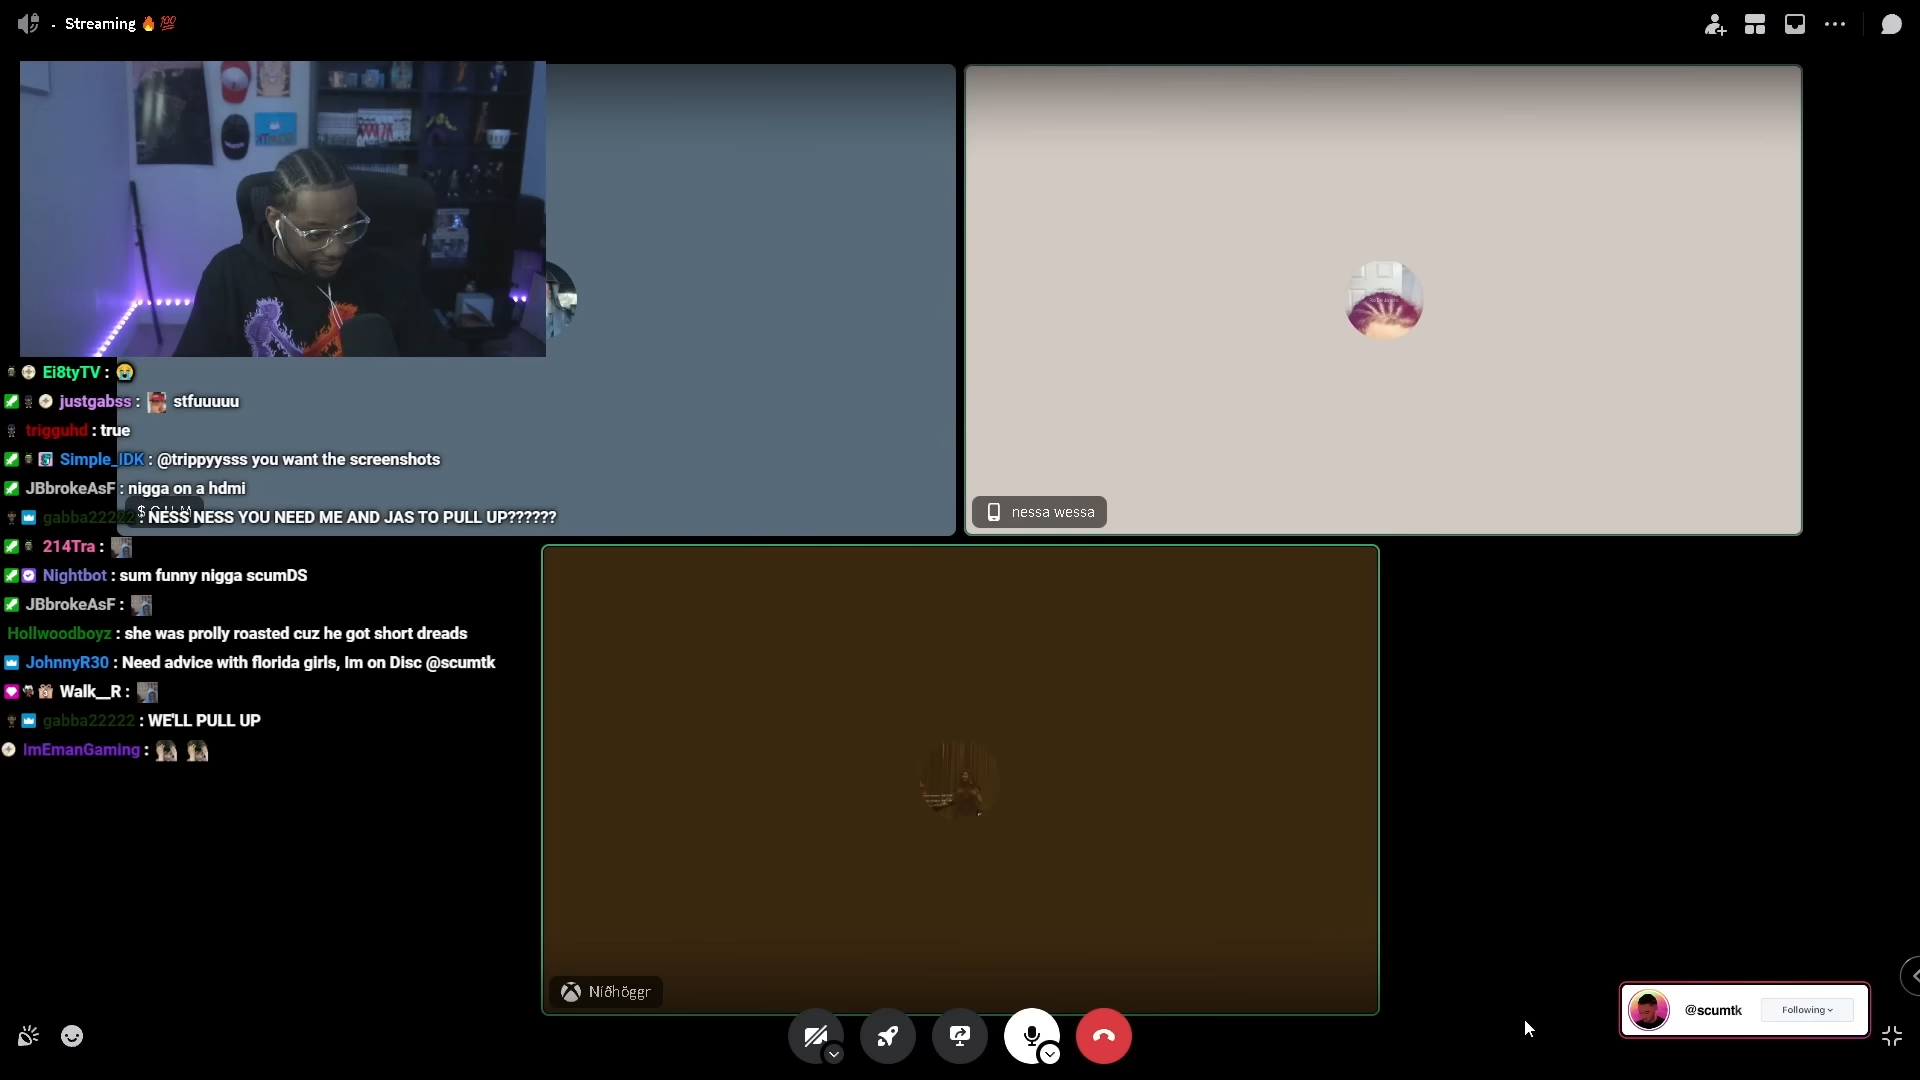 Streaming 🔥 💯
Ei8tyTV : 😭
justgabss : stfuuuuu
trigguhd : true
Simple_IDK : @trippyysss you want the screenshots
JBbrokeAsF : nigga on a hdmi
$CUM
gabba22222 : NESS NESS YOU NEED ME AND JAS TO PULL UP??????
nessa wessa
214Tra :
Nightbot : sum funny nigga scumDS
JBbrokeAsF :
Hollwoodboyz : she was prolly roasted cuz he got short dreads
JohnnyR30 : Need advice with florida girls, Im on Disc @scumtk
Walk__R :
gabba22222 : WE'LL PULL UP
ImEmanGaming :
Níðhöggr
@scumtk
Following